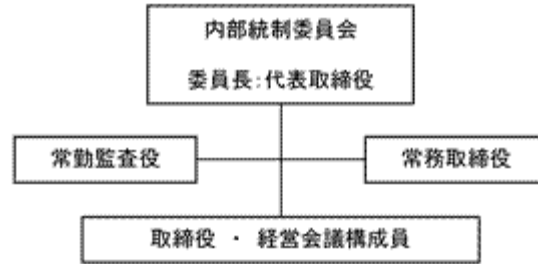 内部統制委員会
委員長:代表取締役
常勤監査役
常務取締役
取締役 ・ 経営会議構成員